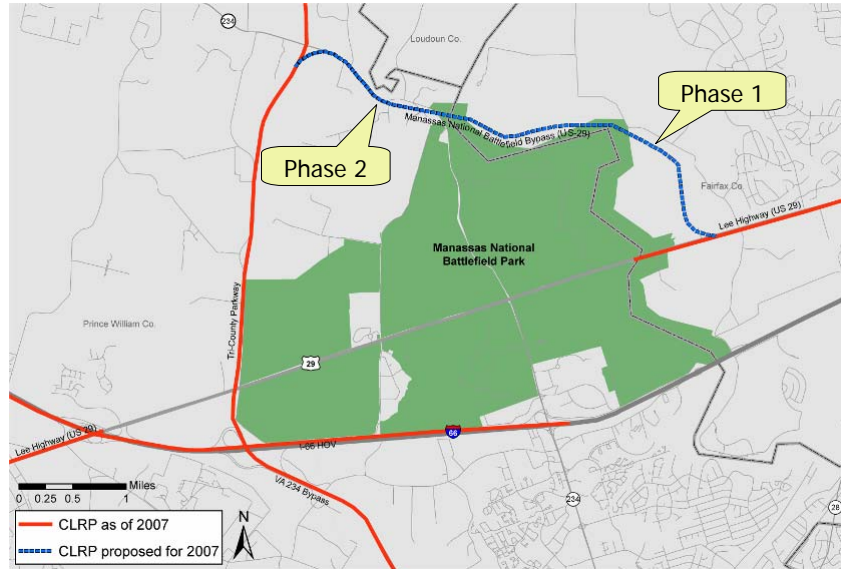 234
Loudoun Co.
Phase 1
Manassas National Battlefield Bypass (US-29)
Phase 2
Fairfax Co
Lee Highway (US 29)
Manassas National
Battlefield Park
Tri-County Parkway
Prince William Co.
29
Lee Highway (US 29)
I-66 HOV
66
VA 234 Bypass
Miles
0 0.25 0.5 1
N
234
28
CLRP as of 2007
CLRP proposed for 2007